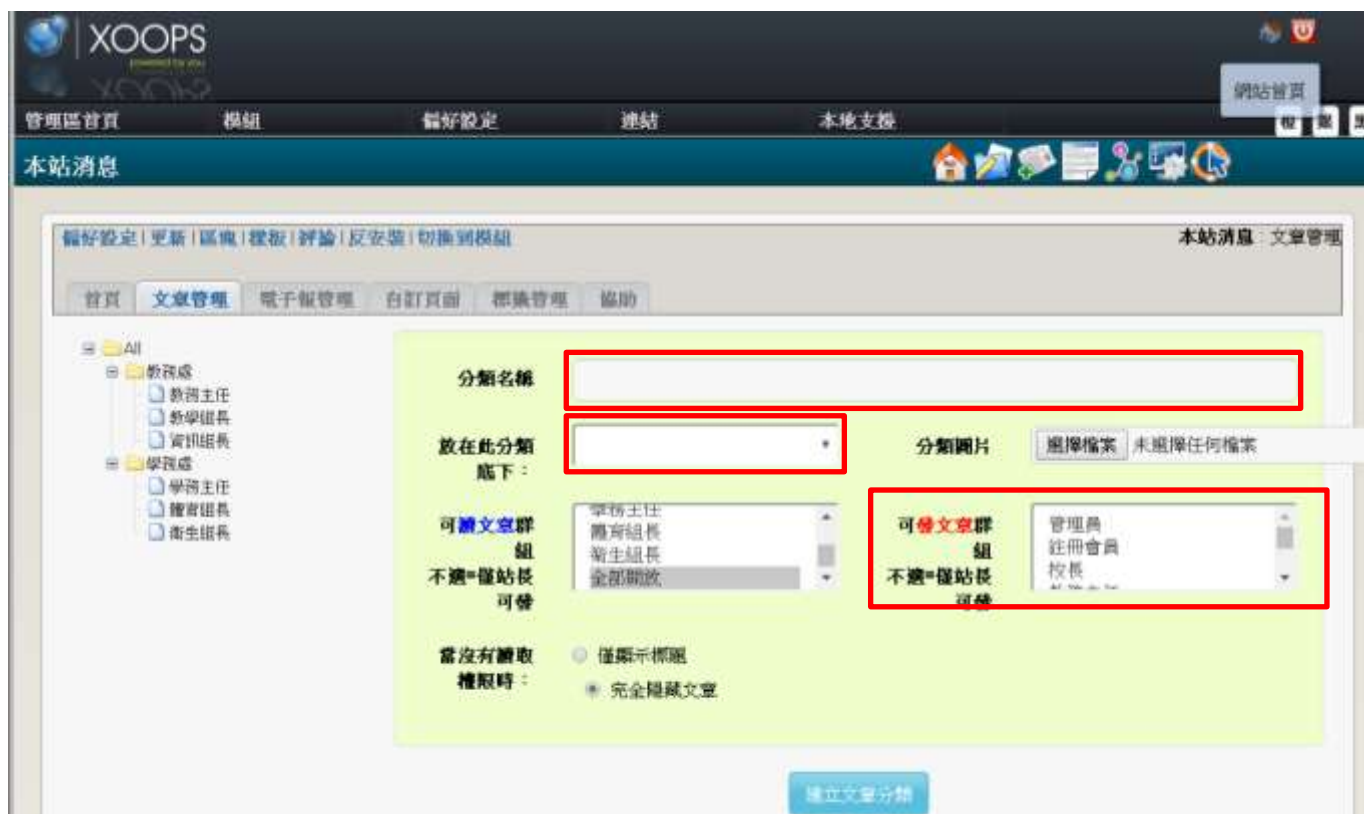 XOOPS
powered by you
網站首頁
管理區首頁 模組 偏好設定 連結 本地支援
本站消息
偏好設定 | 更新 | 區塊 | 樣板 | 評論 | 反安裝 | 切換到模組
本站消息 : 文章管理
首頁 文章管理 電子報管理 自訂頁面 標籤管理 協助
All
教務處
教務主任
教學組長
資訊組長
學務處
學務主任
體育組長
衛生組長
分類名稱
放在此分類
底下：
分類圖片
選擇檔案 未選擇任何檔案
可讀文章群
組
不選=僅站長
可發
學務主任
體育組長
衛生組長
全部開放
可發文章群
組
不選=僅站長
可發
管理員
註冊會員
校長
當沒有讀取
權限時：
僅顯示標題
完全隱藏文章
建立文章分類